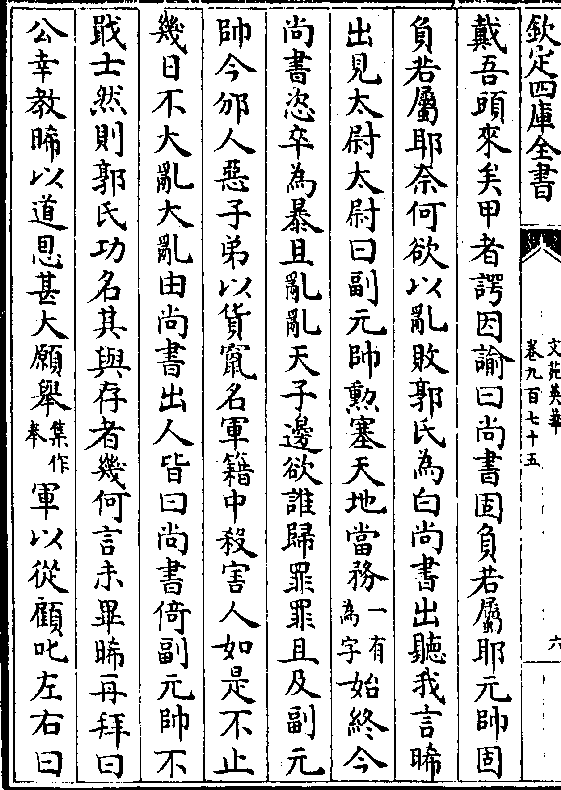 欽定四庫全書
文苑英華
卷九百七十五
六
戴吾頭來矣甲者愕因諭曰尚書固負若屬耶元帥固
負若屬耶奈何欲以亂敗郭氏為白尚書出聽我言晞
出見太尉太尉曰副元帥勲塞天地當務一有為字始終今
尚書恣卒為暴且亂亂天子邊欲誰歸罪罪且及副元
帥今邠人惡子弟以貨竄名軍籍中殺害人如是不止
幾日不大亂大亂由尚書出人皆曰尚書倚副元帥不
戢士然則郭氏功名其與存者幾何言未畢晞再拜曰
公幸教晞以道恩甚大願舉集作奉軍以從顧叱左右曰